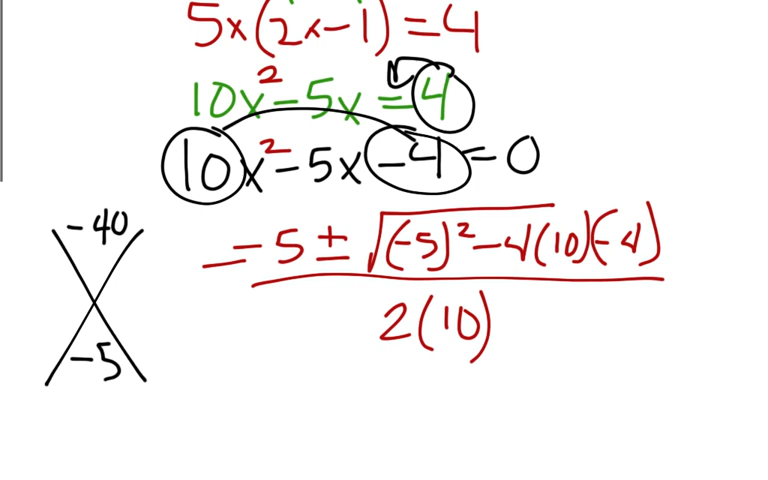 5x(2x-1)=4
10x²-5x=4
10x²-5x-4=0
-40
-5
--5±√(-5)²-4(10)(-4)
2(10)